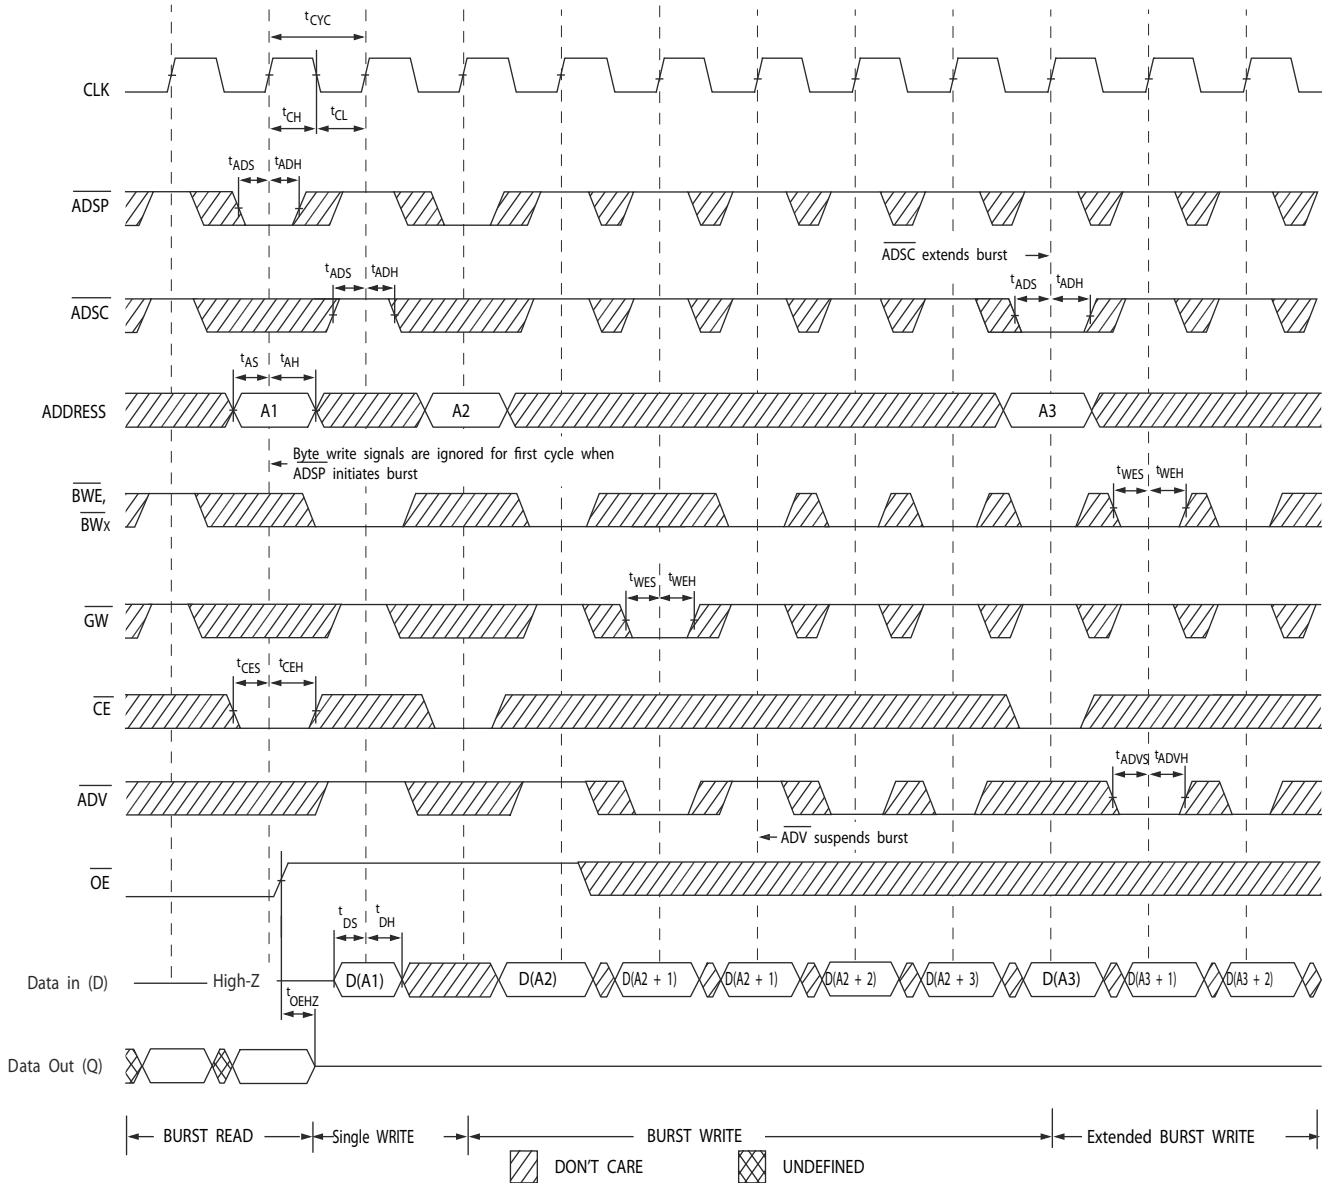 tCYC
CLK
tCH
tCL
tADS
tADH
ADSP
ADSC extends burst
tADS
tADH
tADS
tADH
ADSC
tAS
tAH
ADDRESS
A1
A2
A3
Byte write signals are ignored for first cycle when
ADSP initiates burst
tWES
tWEH
BWE,
BWX
tWES
tWEH
GW
tCES
tCEH
CE
tADVS
tADVH
ADV
ADV suspends burst
OE
tDS
tDH
Data in (D)
High-Z
D(A1)
D(A2)
D(A2 + 1)
D(A2 + 1)
D(A2 + 2)
D(A2 + 3)
D(A3)
D(A3 + 1)
D(A3 + 2)
tOEHZ
Data Out (Q)
BURST READ
Single WRITE
BURST WRITE
Extended BURST WRITE
DON'T CARE
UNDEFINED